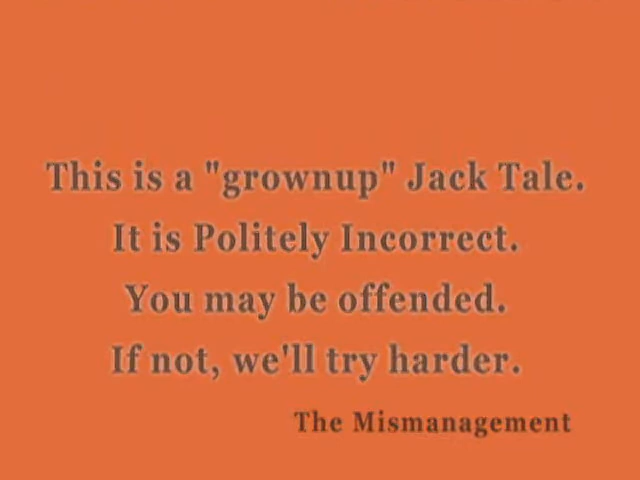 This is a "grownup" Jack Tale.
It is Politely Incorrect.
You may be offended.
If not, we'll try harder.
The Mismanagement